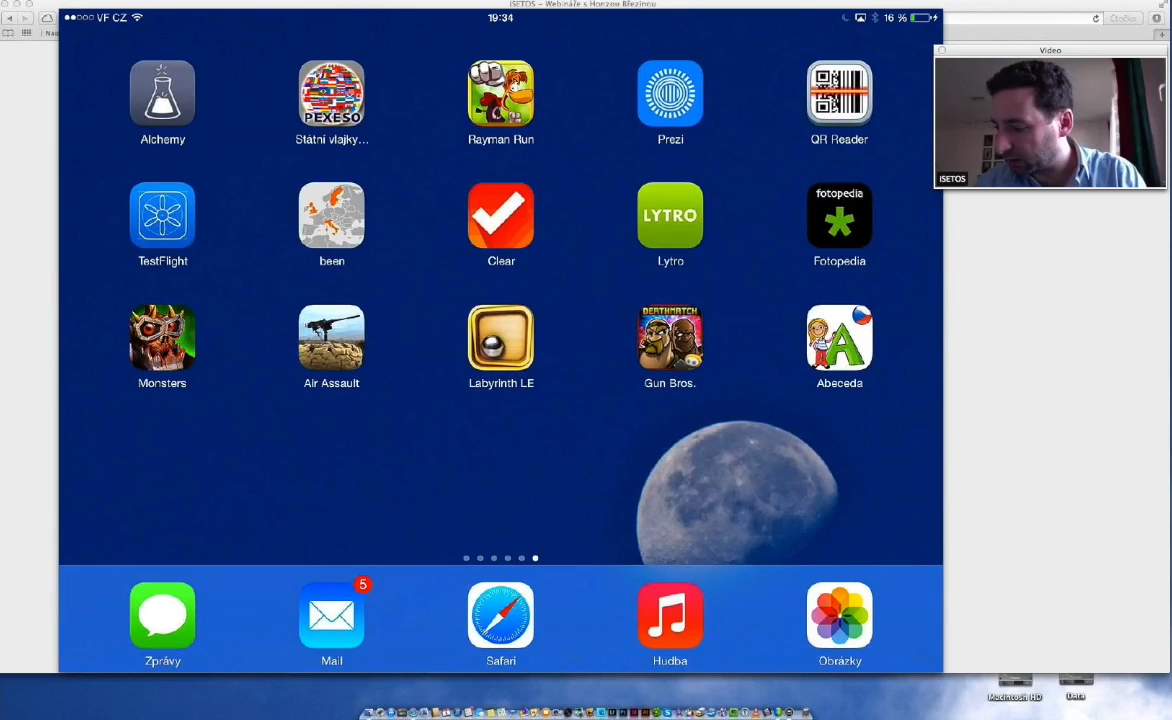 iSETOS – Webináře s Honzou Březinou
VF CZ
19:34
16 %
Čtečka
Nau
Video
iSETOS
PEXESO
Alchemy
Státní vlajky...
Rayman Run
Prezi
QR Reader
LYTRO
fotopedia
TestFlight
been
Clear
Lytro
Fotopedia
DEATHMATCH
A
Monsters
Air Assault
Labyrinth LE
Gun Bros.
Abeceda
5
Zprávy
Mail
Safari
Hudba
Obrázky
Macintosh HD
Data